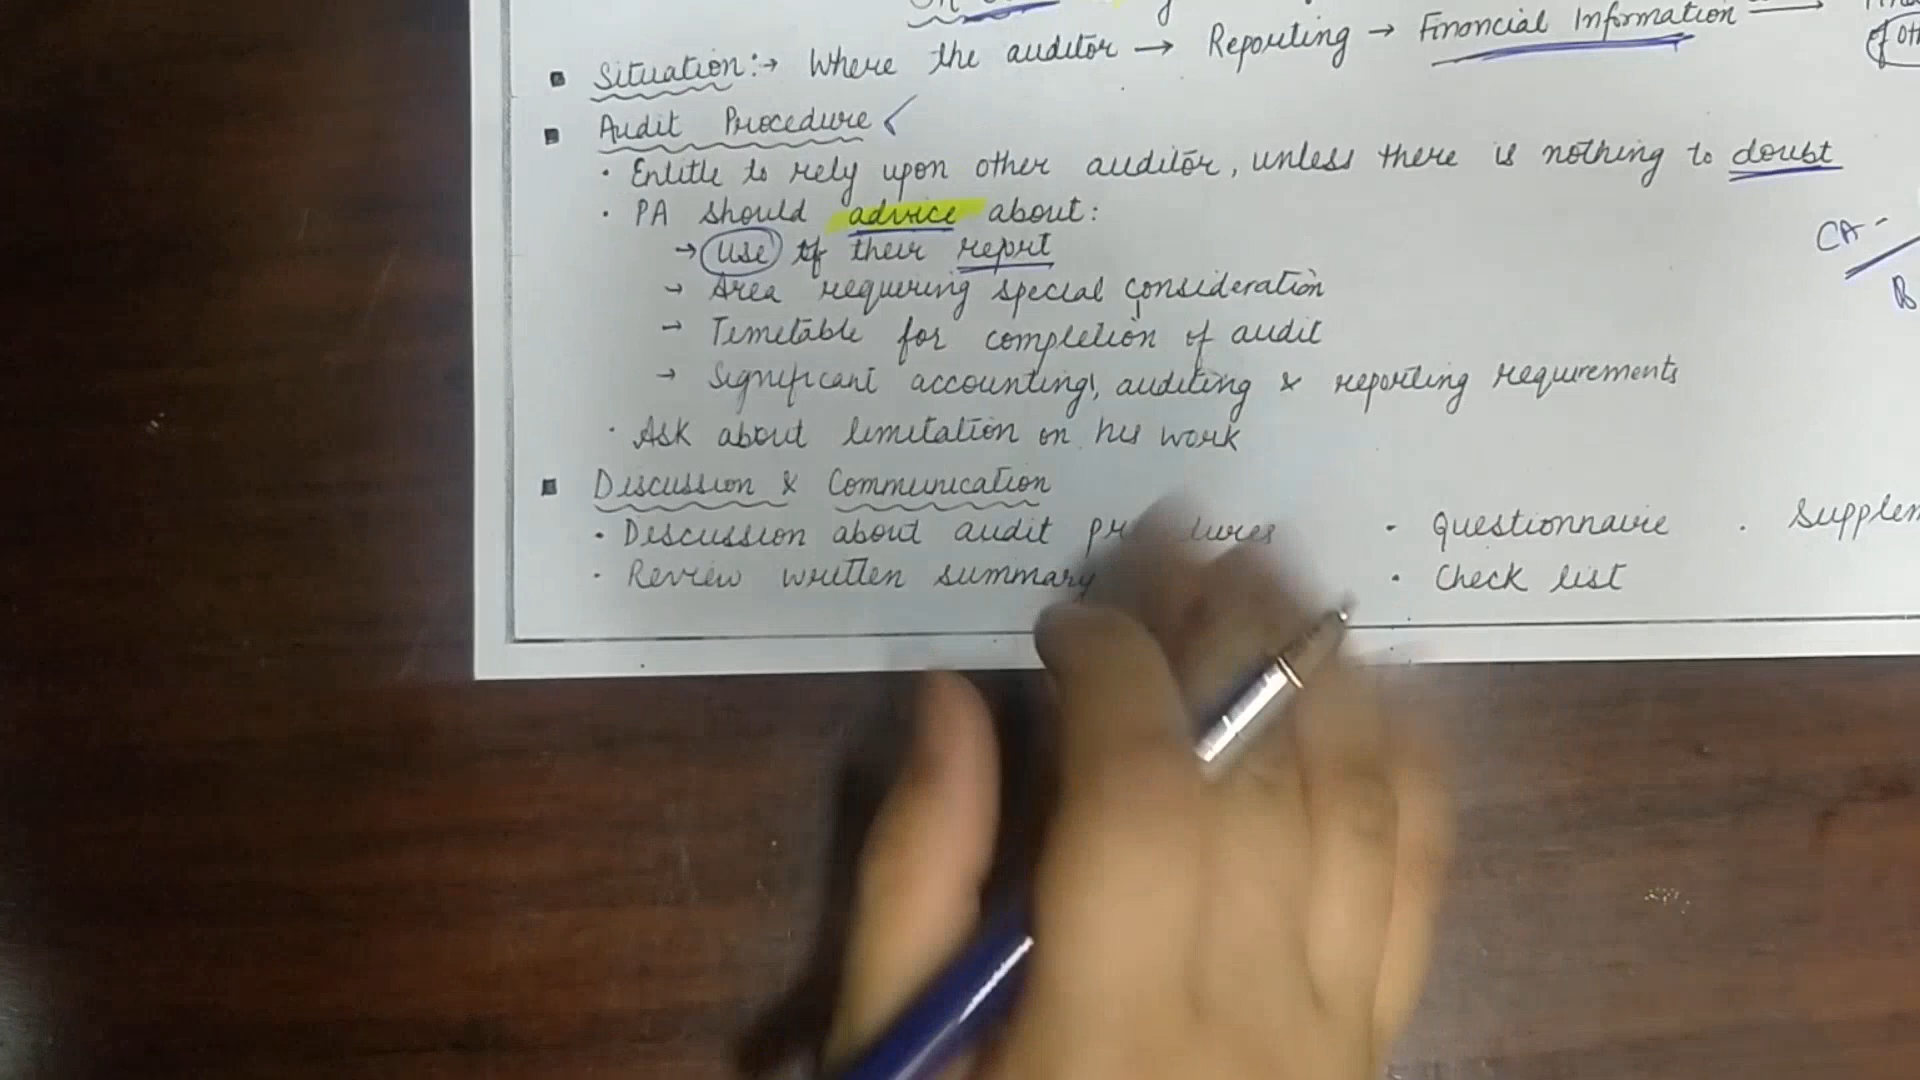 Situation:→ Where the auditor → Reporting → Financial Information →
Audit Procedure
• Entitle to rely upon other auditor, unless there is nothing to doubt
• PA should advice about:
→ Use of their report
→ Area requering special consideration
→ Timetable for completion of audit
→ Significant accounting, auditing & reporting requirements
• Ask about limitation on his work
CA -
B
Discussion & Communication
• Discussion about audit • Questionnaire • Supplem
• Review written summary • Check list